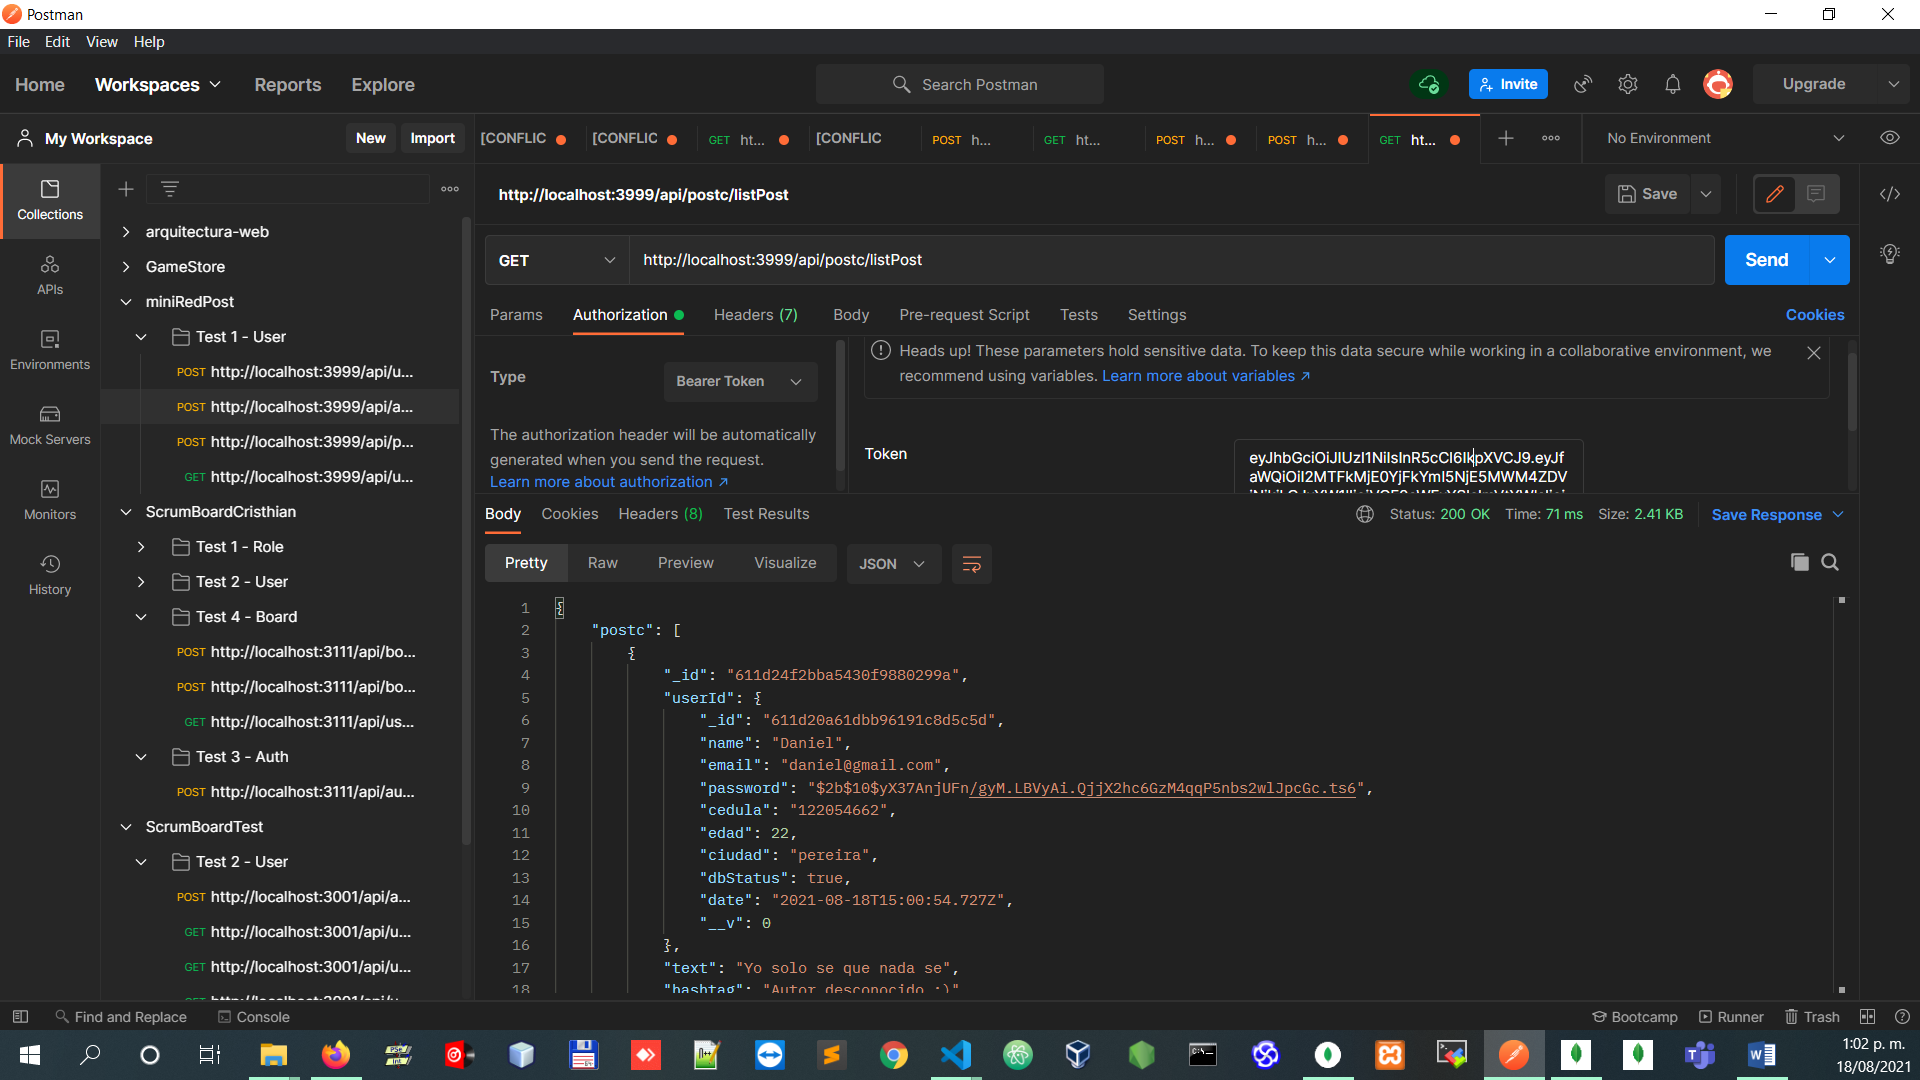 Postman
File Edit View Help
Home Workspaces Reports Explore
Search Postman
Invite
Upgrade
My Workspace
New Import
[CONFLIC
[CONFLIC
GET ht...
[CONFLIC
POST h...
GET ht...
POST h...
POST h...
GET ht...
No Environment
Collections
APIs
Environments
Mock Servers
Monitors
History
arquitectura-web
GameStore
miniRedPost
Test 1 - User
POST http://localhost:3999/api/u...
POST http://localhost:3999/api/a...
POST http://localhost:3999/api/p...
GET http://localhost:3999/api/u...
ScrumBoardCristhian
Test 1 - Role
Test 2 - User
Test 4 - Board
POST http://localhost:3111/api/bo...
POST http://localhost:3111/api/bo...
GET http://localhost:3111/api/us...
Test 3 - Auth
POST http://localhost:3111/api/au...
ScrumBoardTest
Test 2 - User
POST http://localhost:3001/api/a...
GET http://localhost:3001/api/u...
GET http://localhost:3001/api/u...
http://localhost:3999/api/postc/listPost
Save
GET http://localhost:3999/api/postc/listPost
Send
Params Authorization Headers (7) Body Pre-request Script Tests Settings
Cookies
Type
Bearer Token
The authorization header will be automatically
generated when you send the request.
Learn more about authorization ↗
Heads up! These parameters hold sensitive data. To keep this data secure while working in a collaborative environment, we
recommend using variables. Learn more about variables ↗
Token
Body Cookies Headers (8) Test Results
Status: 200 OK Time: 71 ms Size: 2.41 KB
Save Response
Pretty Raw Preview Visualize
JSON
1 {
2 "postc": [
3 {
4 "_id": "611d24f2bba5430f9880299a",
5 "userId": {
6 "_id": "611d20a61dbb96191c8d5c5d",
7 "name": "Daniel",
8 "email": "daniel@gmail.com",
9 "password": "$2b$10$yX37AnjUFn/gyM.LBVyAi.QjjX2hc6GzM4qqP5nbs2wlJpcGc.ts6",
10 "cedula": "122054662",
11 "edad": 22,
12 "ciudad": "pereira",
13 "dbStatus": true,
14 "date": "2021-08-18T15:00:54.727Z",
15 "__v": 0
16 },
17 "text": "Yo solo se que nada se",
18 "hashtag": "Autor desconocido :)"
Find and Replace
Console
Bootcamp
Runner
Trash
1:02 p. m.
18/08/2021